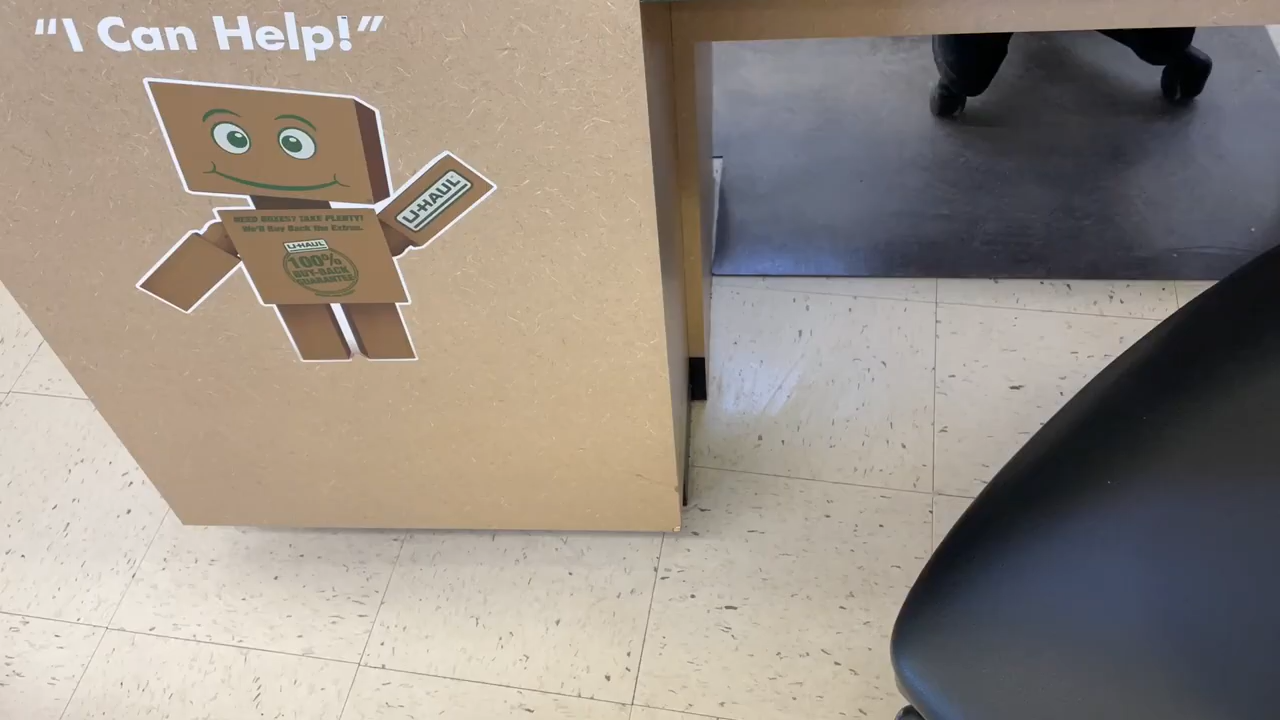 “I Can Help!”
U-HAUL
NEED BOXES? TAKE PLENTY!
We'll Buy Back the Extras.
U-HAUL
100%
BUY-BACK
GUARANTEE